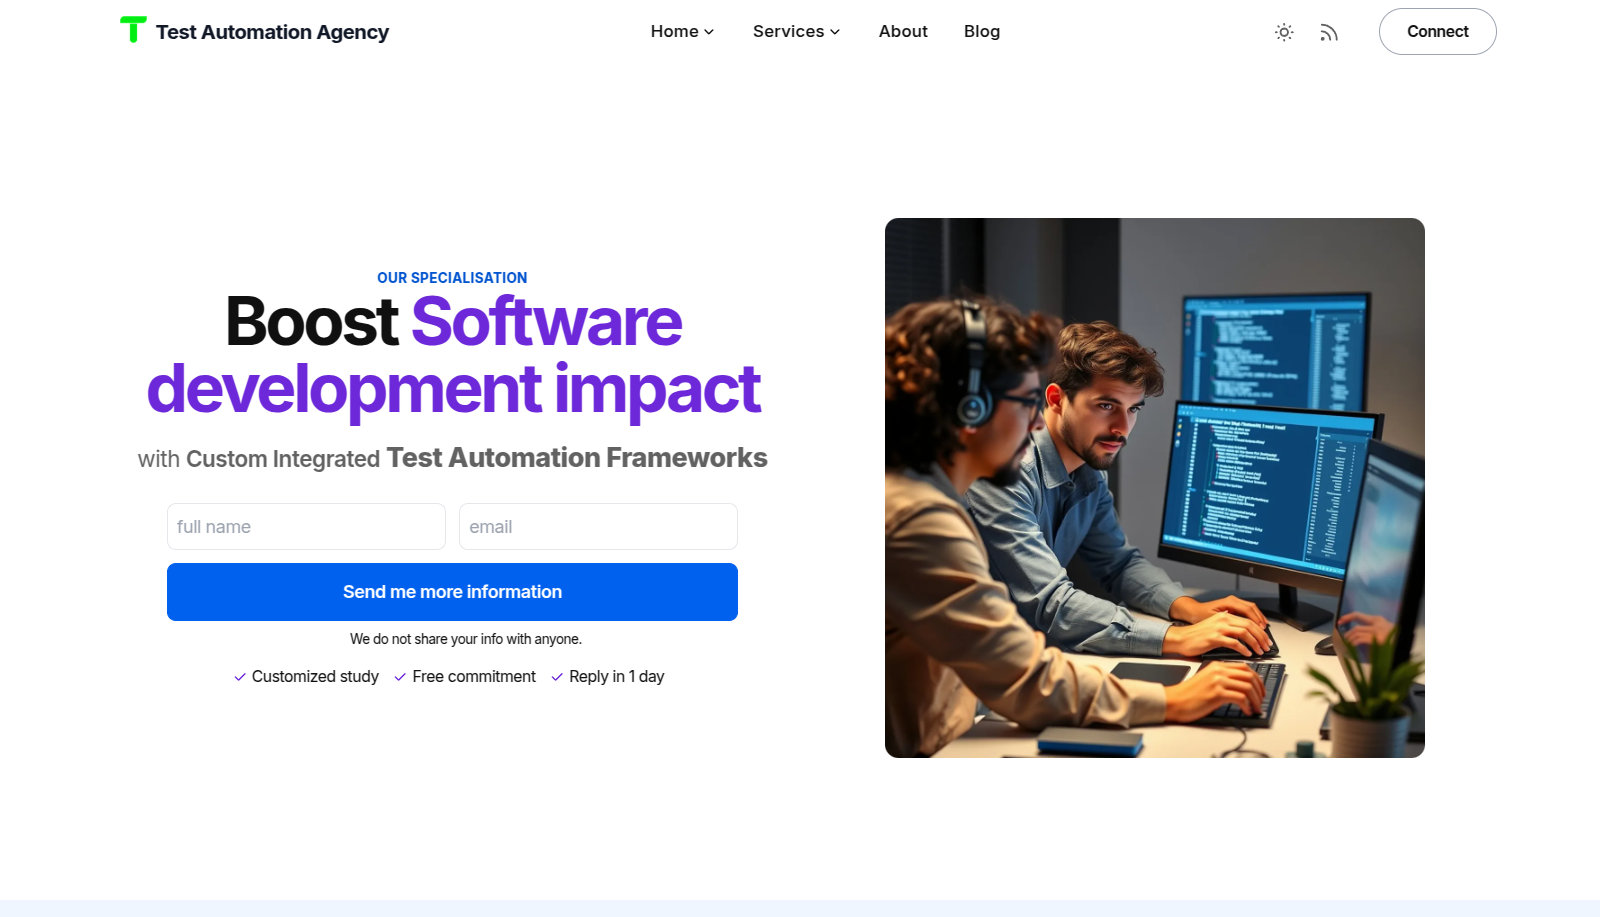 Test Automation Agency
Home
Services
About
Blog
Connect
OUR SPECIALISATION
Boost Software
development impact
with Custom Integrated Test Automation Frameworks
full name
email
Send me more information
We do not share your info with anyone.
Customized study
Free commitment
Reply in 1 day